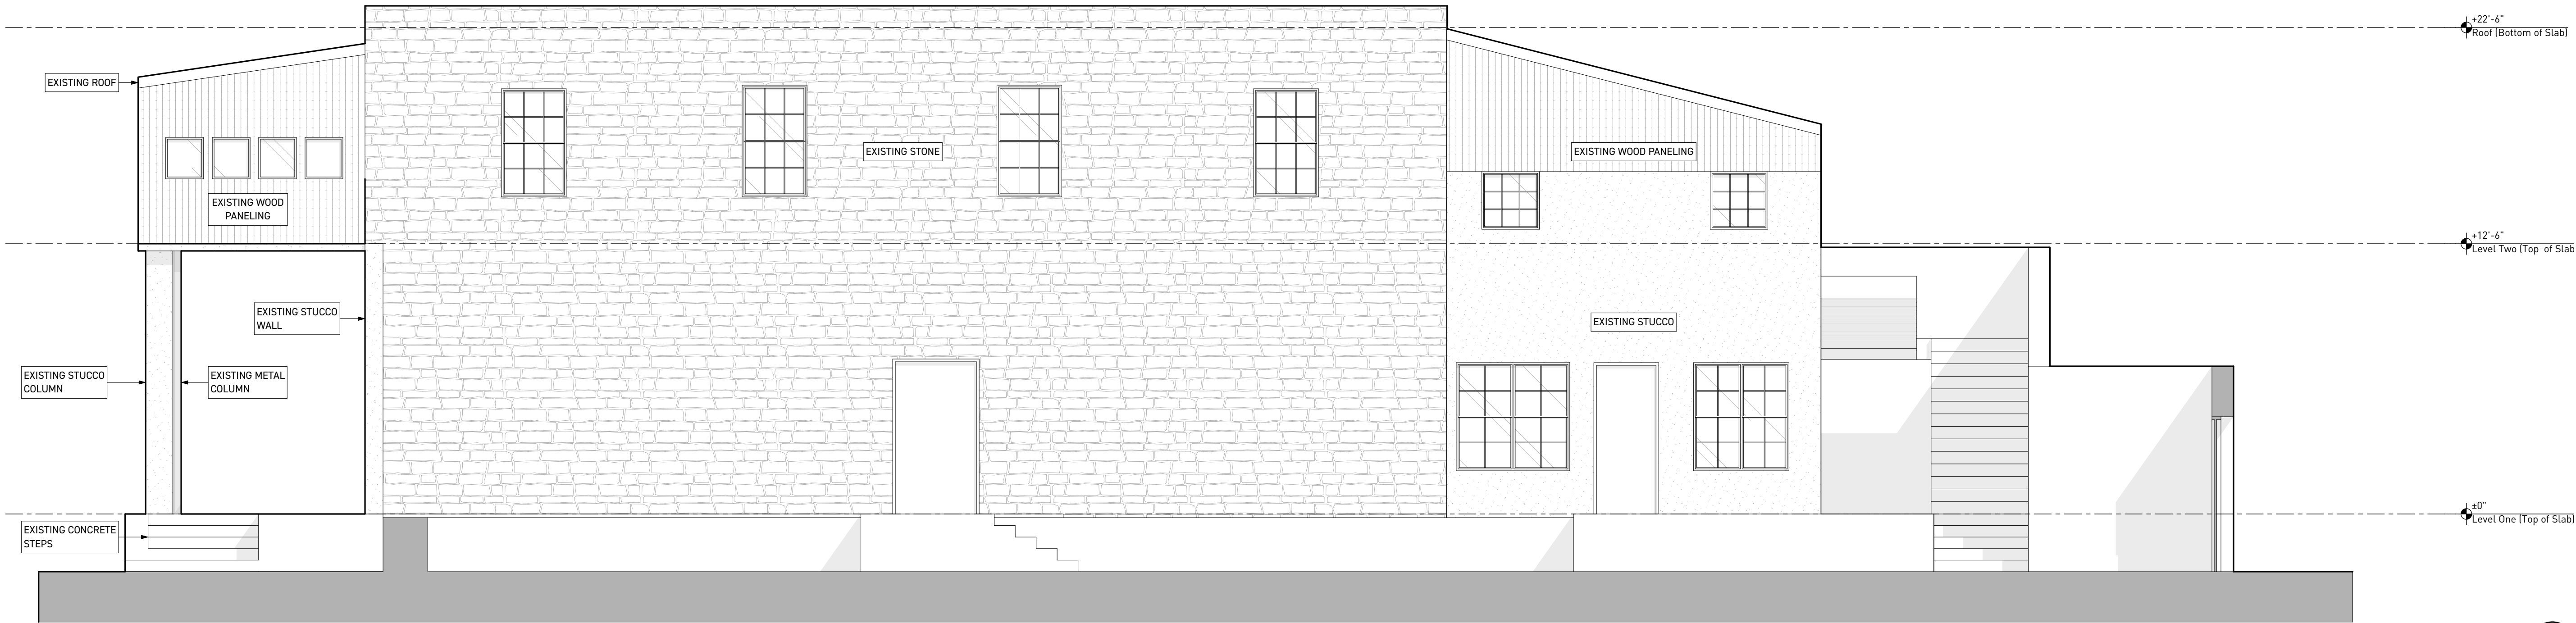 +22'-6"
Roof (Bottom of Slab)
EXISTING ROOF
EXISTING STONE
EXISTING WOOD PANELING
EXISTING WOOD
PANELING
+12'-6"
Level Two (Top of Slab
EXISTING STUCCO
WALL
EXISTING STUCCO
EXISTING STUCCO
COLUMN
EXISTING METAL
COLUMN
±0"
Level One (Top of Slab)
EXISTING CONCRETE
STEPS